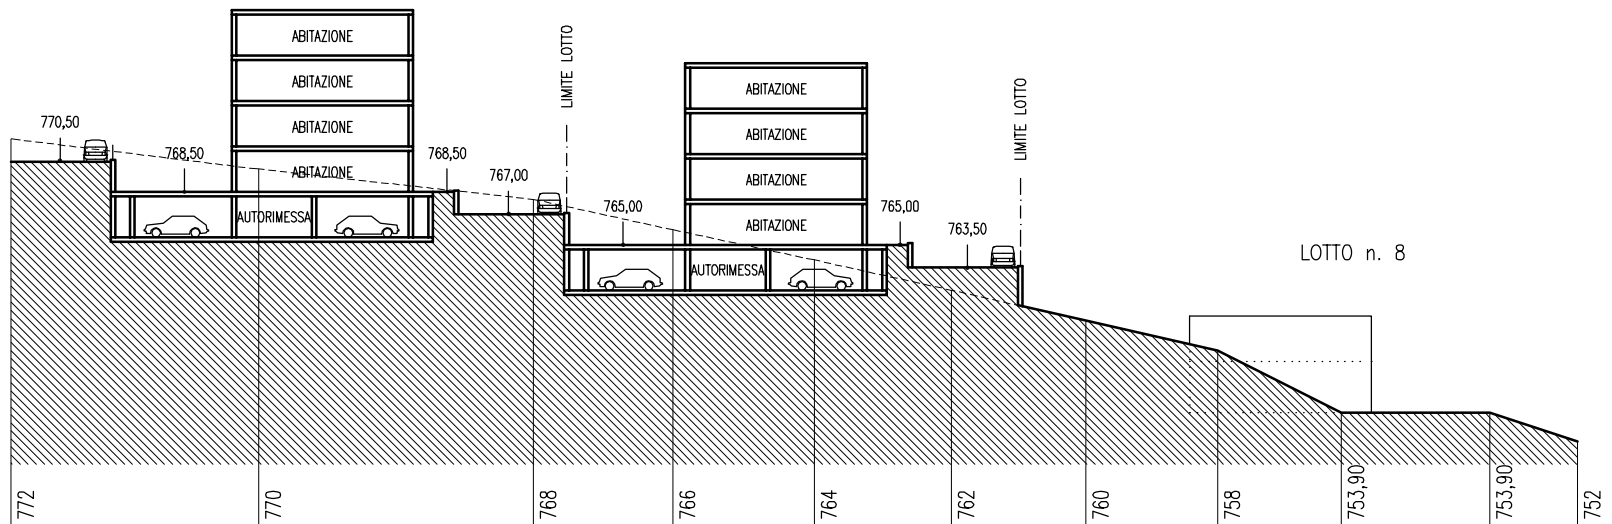 ABITAZIONE
ABITAZIONE
ABITAZIONE
ABITAZIONE
770,50
768,50
768,50
767,00
AUTORIMESSA
LIMITE LOTTO
ABITAZIONE
ABITAZIONE
ABITAZIONE
ABITAZIONE
765,00
765,00
763,50
AUTORIMESSA
LIMITE LOTTO
LOTTO n. 8
772
770
768
766
764
762
760
758
753,90
753,90
752